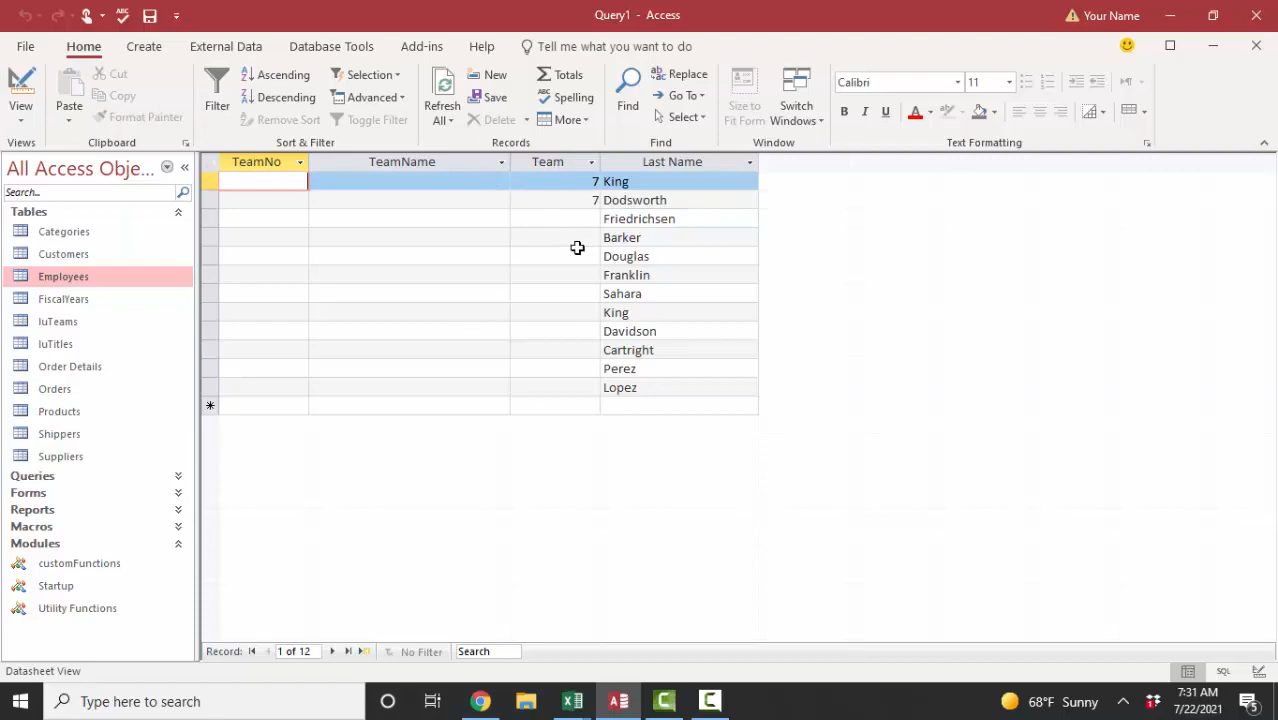 Query1 - Access
Your Name
File Home Create External Data Database Tools Add-ins Help Tell me what you want to do
View
Paste
Cut
Copy
Format Painter
Clipboard
Filter
Ascending
Descending
Remove Sort
Selection
Advanced
Toggle Filter
Sort & Filter
Refresh All
New
Save
Delete
Totals
Spelling
More
Records
Find
Replace
Go To
Select
Find
Size to Fit Form
Switch Windows
Window
Calibri 11
B I U A
Text Formatting
All Access Obje...
Search...
Tables
Categories
Customers
Employees
FiscalYears
luTeams
luTitles
Order Details
Orders
Products
Shippers
Suppliers
Queries
Forms
Reports
Macros
Modules
customFunctions
Startup
Utility Functions
TeamNo TeamName Team Last Name
7 King
7 Dodsworth
Friedrichsen
Barker
Douglas
Franklin
Sahara
King
Davidson
Cartright
Perez
Lopez
Record: 1 of 12 No Filter Search
Datasheet View
SQL
Type here to search
68°F Sunny
7:31 AM
7/22/2021
5